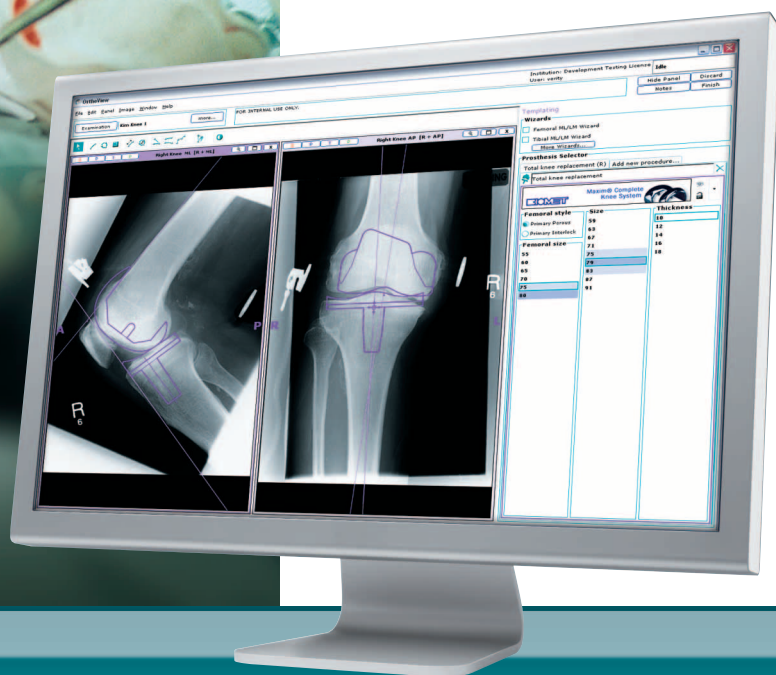 OrthoView
Institution: Development Testing Licence
User: verity
Idle
File Edit Panel Image Window Help
Hide Panel
Discard
Notes
Finish
Examination
Kim Knee 1
More...
FOR INTERNAL USE ONLY:
Right Knee ML [R + ML]
Right Knee AP [R + AP]
A
P
R
6
R
R
6
Templating
Wizards
Femoral ML/LM Wizard
Tibial ML/LM Wizard
More Wizards...
Prosthesis Selector
Total knee replacement (R)
Add new procedure...
Total knee replacement
BIOMET
Maxim® Complete
Knee System
Femoral style
Primary Porous
Primary Interlock
Femoral size
55
60
65
70
75
80
Size
59
63
67
71
75
79
83
87
91
Thickness
10
12
14
16
18